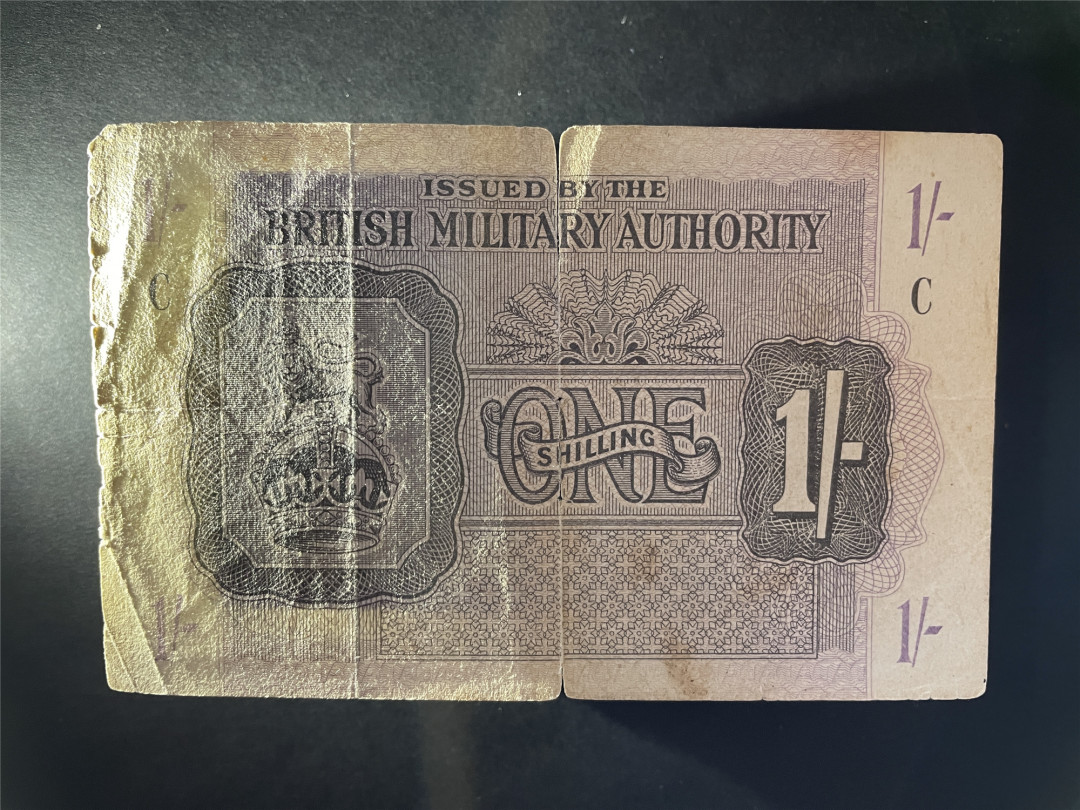 ISSUED BY THE
BRITISH MILITARY AUTHORITY
1/-
1/-
C
C
ONE
SHILLING
1/-
1/-
1/-